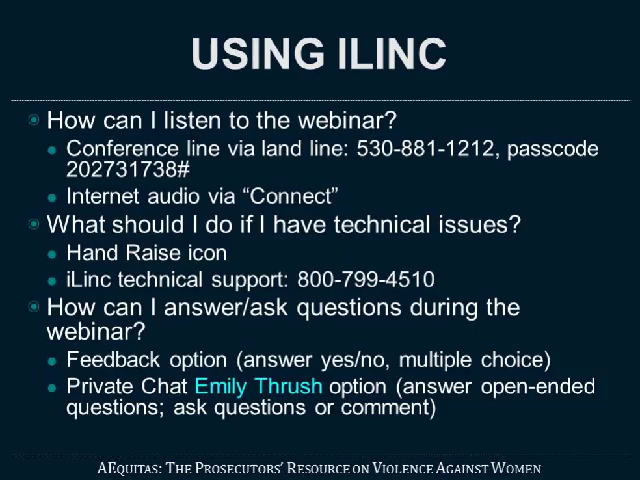 USING ILINC
How can I listen to the webinar?
Conference line via land line: 530-881-1212, passcode
202731738#
Internet audio via “Connect”
What should I do if I have technical issues?
Hand Raise icon
iLinc technical support: 800-799-4510
How can I answer/ask questions during the
webinar?
Feedback option (answer yes/no, multiple choice)
Private Chat Emily Thrush option (answer open-ended
questions; ask questions or comment)
AEQUITAS: THE PROSECUTORS’ RESOURCE ON VIOLENCE AGAINST WOMEN